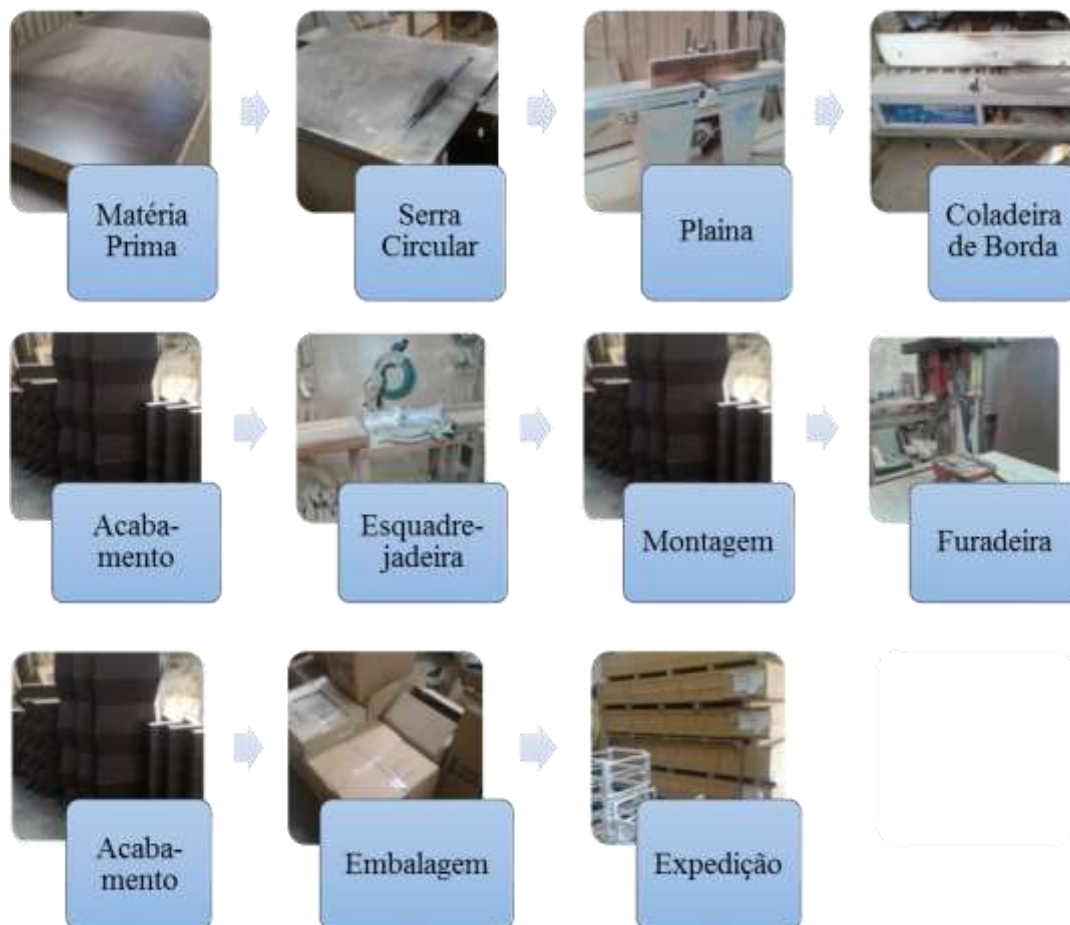 Matéria
Prima
Serra
Circular
Plaina
Coladeira
de Borda
Acaba-
mento
Esquadre-
jadeira
Montagem
Furadeira
Acaba-
mento
Embalagem
Expedição